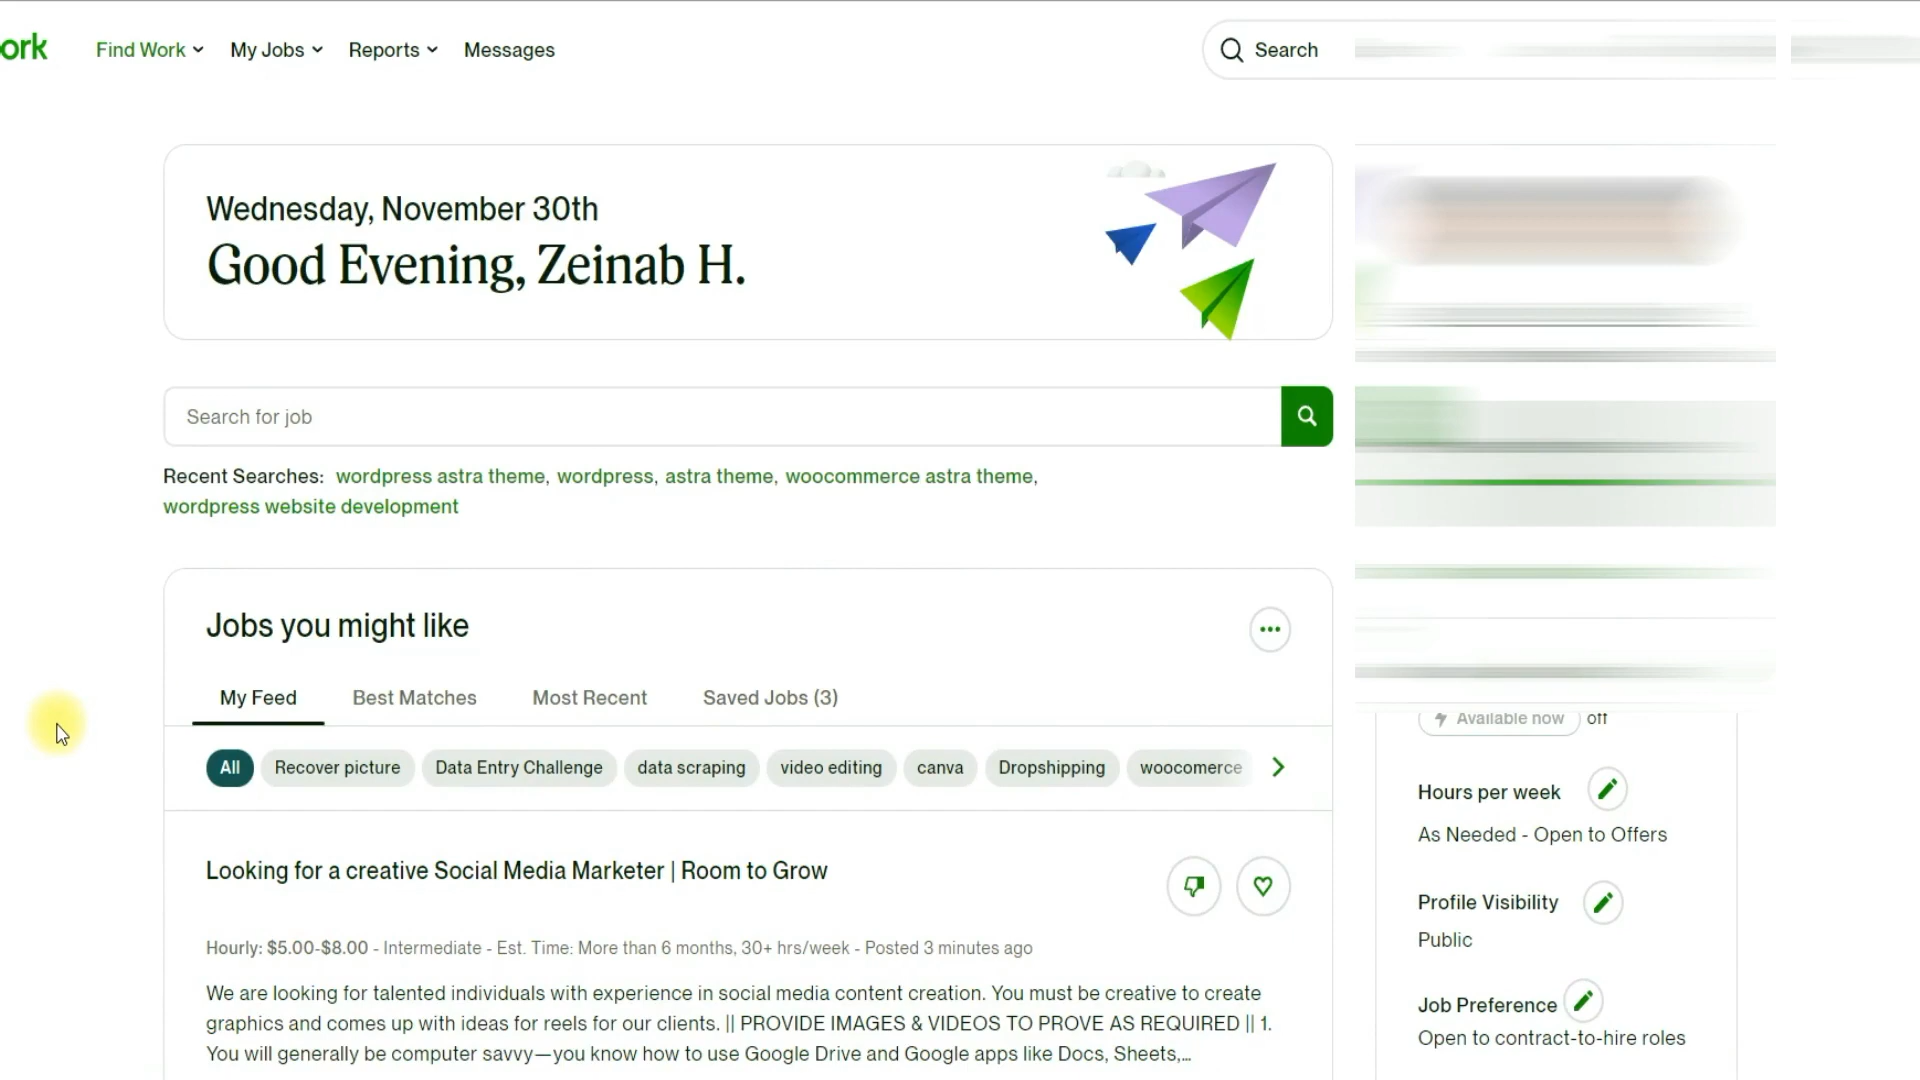 ork
Find Work My Jobs Reports Messages Search
Wednesday, November 30th
Good Evening, Zeinab H.
Search for job
Recent Searches: wordpress astra theme, wordpress, astra theme, woocommerce astra theme,
wordpress website development
Jobs you might like
My Feed Best Matches Most Recent Saved Jobs (3)
All Recover picture Data Entry Challenge data scraping video editing canva Dropshipping woocomerce
Looking for a creative Social Media Marketer | Room to Grow
Hourly: $5.00-$8.00 - Intermediate - Est. Time: More than 6 months, 30+ hrs/week - Posted 3 minutes ago
We are looking for talented individuals with experience in social media content creation. You must be creative to create
graphics and comes up with ideas for reels for our clients. || PROVIDE IMAGES & VIDEOS TO PROVE AS REQUIRED || 1.
You will generally be computer savvy—you know how to use Google Drive and Google apps like Docs, Sheets,...
Available now off
Hours per week
As Needed - Open to Offers
Profile Visibility
Public
Job Preference
Open to contract-to-hire roles